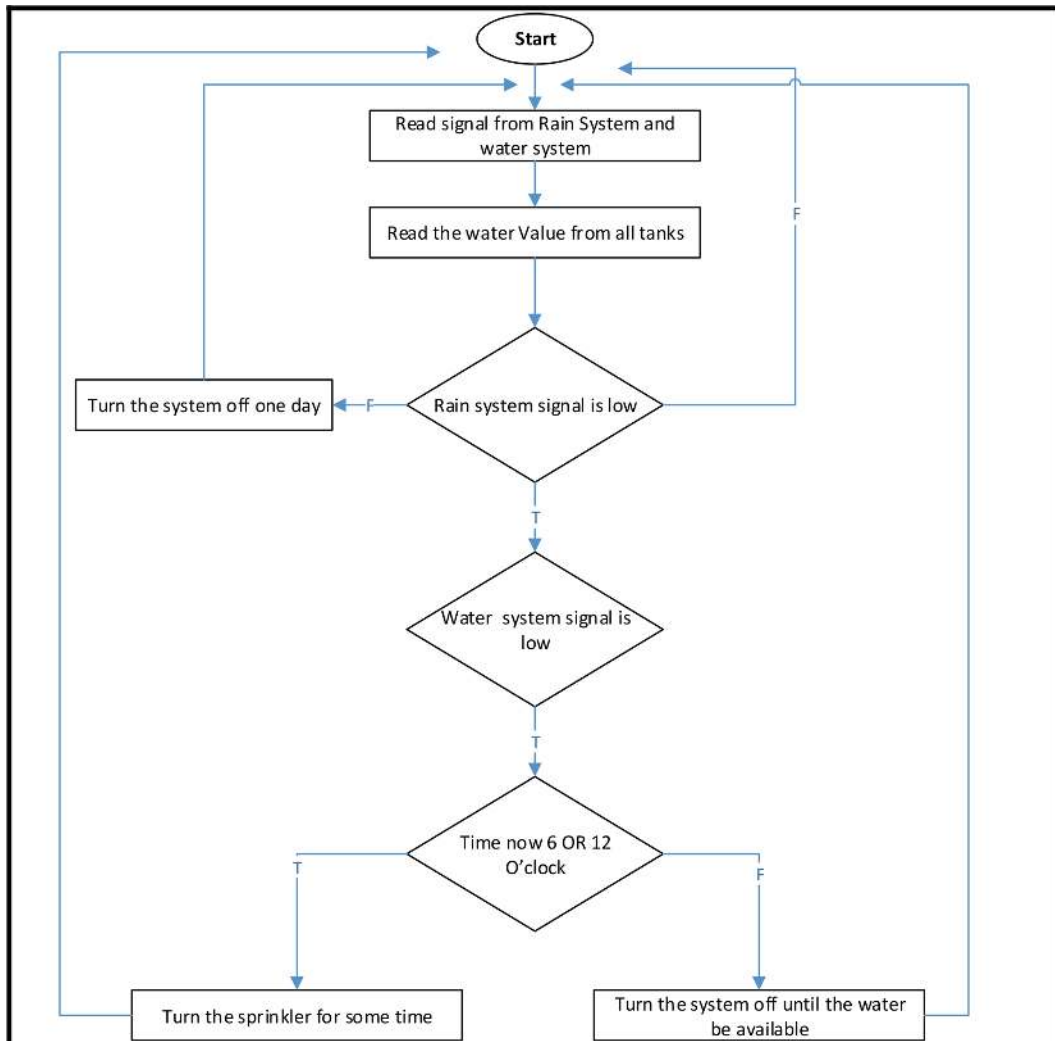 Start
Read signal from Rain System and
water system
Read the water Value from all tanks
F
Turn the system off one day
F
Rain system signal is low
T
Water system signal is
low
T
Time now 6 OR 12
O’clock
T
F
Turn the sprinkler for some time
Turn the system off until the water
be available